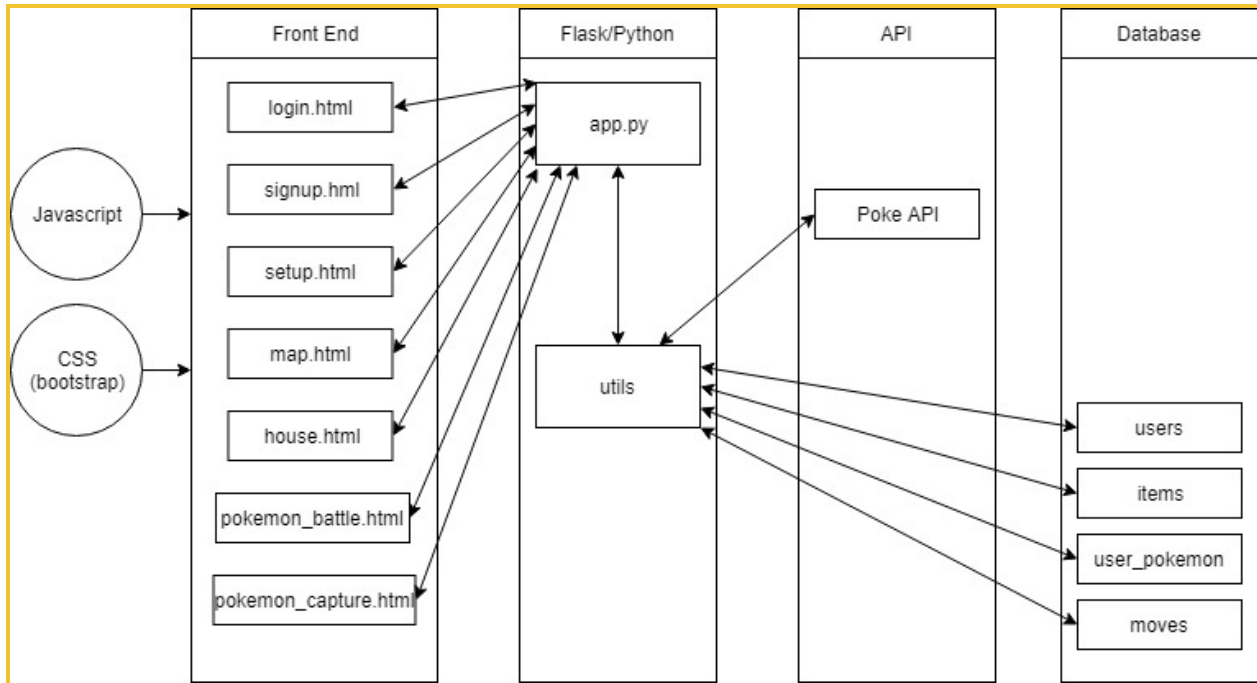 Front End
Flask/Python
API
Database
login.html
app.py
signup.hml
Javascript
Poke API
setup.html
map.html
CSS
(bootstrap)
utils
house.html
users
items
pokemon_battle.html
user_pokemon
pokemon_capture.html
moves